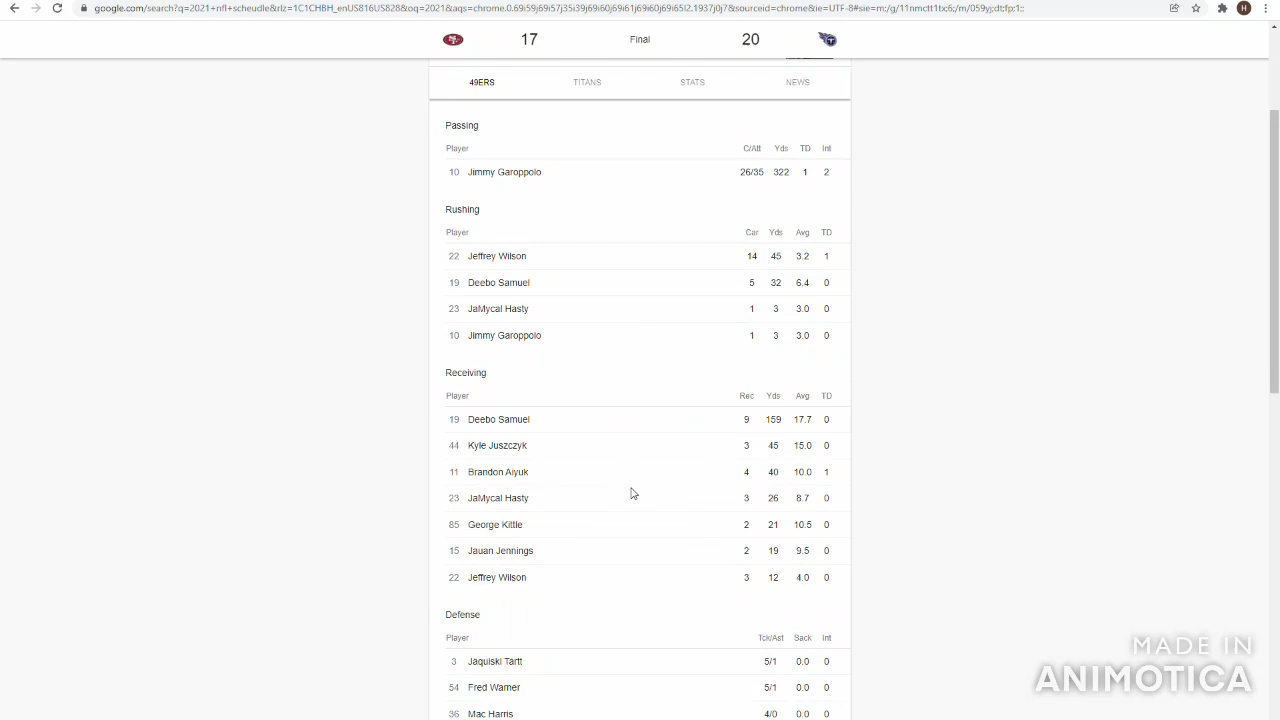 google.com/search?q=2021+nfl+scheudle&rlz=1C1CHBH_enUS816US828&oq=2021&aqs=chrome.0.69i59j69i57j35i39j69i60j69i61j69i60j69i65l2.1937j0j7&sourceid=chrome&ie=UTF-8#sie=m;/g/11nmctt1tx;6;/m/059yj;dt;fp;1;;
H
17 Final 20
49ERS TITANS STATS NEWS
Passing
Player C/Att Yds TD Int
10 Jimmy Garoppolo 26/35 322 1 2
Rushing
Player Car Yds Avg TD
22 Jeffrey Wilson 14 45 3.2 1
19 Deebo Samuel 5 32 6.4 0
23 JaMycal Hasty 1 3 3.0 0
10 Jimmy Garoppolo 1 3 3.0 0
Receiving
Player Rec Yds Avg TD
19 Deebo Samuel 9 159 17.7 0
44 Kyle Juszczyk 3 45 15.0 0
11 Brandon Aiyuk 4 40 10.0 1
23 JaMycal Hasty 3 26 8.7 0
85 George Kittle 2 21 10.5 0
15 Jauan Jennings 2 19 9.5 0
22 Jeffrey Wilson 3 12 4.0 0
Defense
Player Tck/Ast Sack Int
3 Jaquiski Tartt 5/1 0.0 0
54 Fred Warner 5/1 0.0 0
36 Mac Harris 4/0 0.0 0
MADE IN
ANIMOTICA